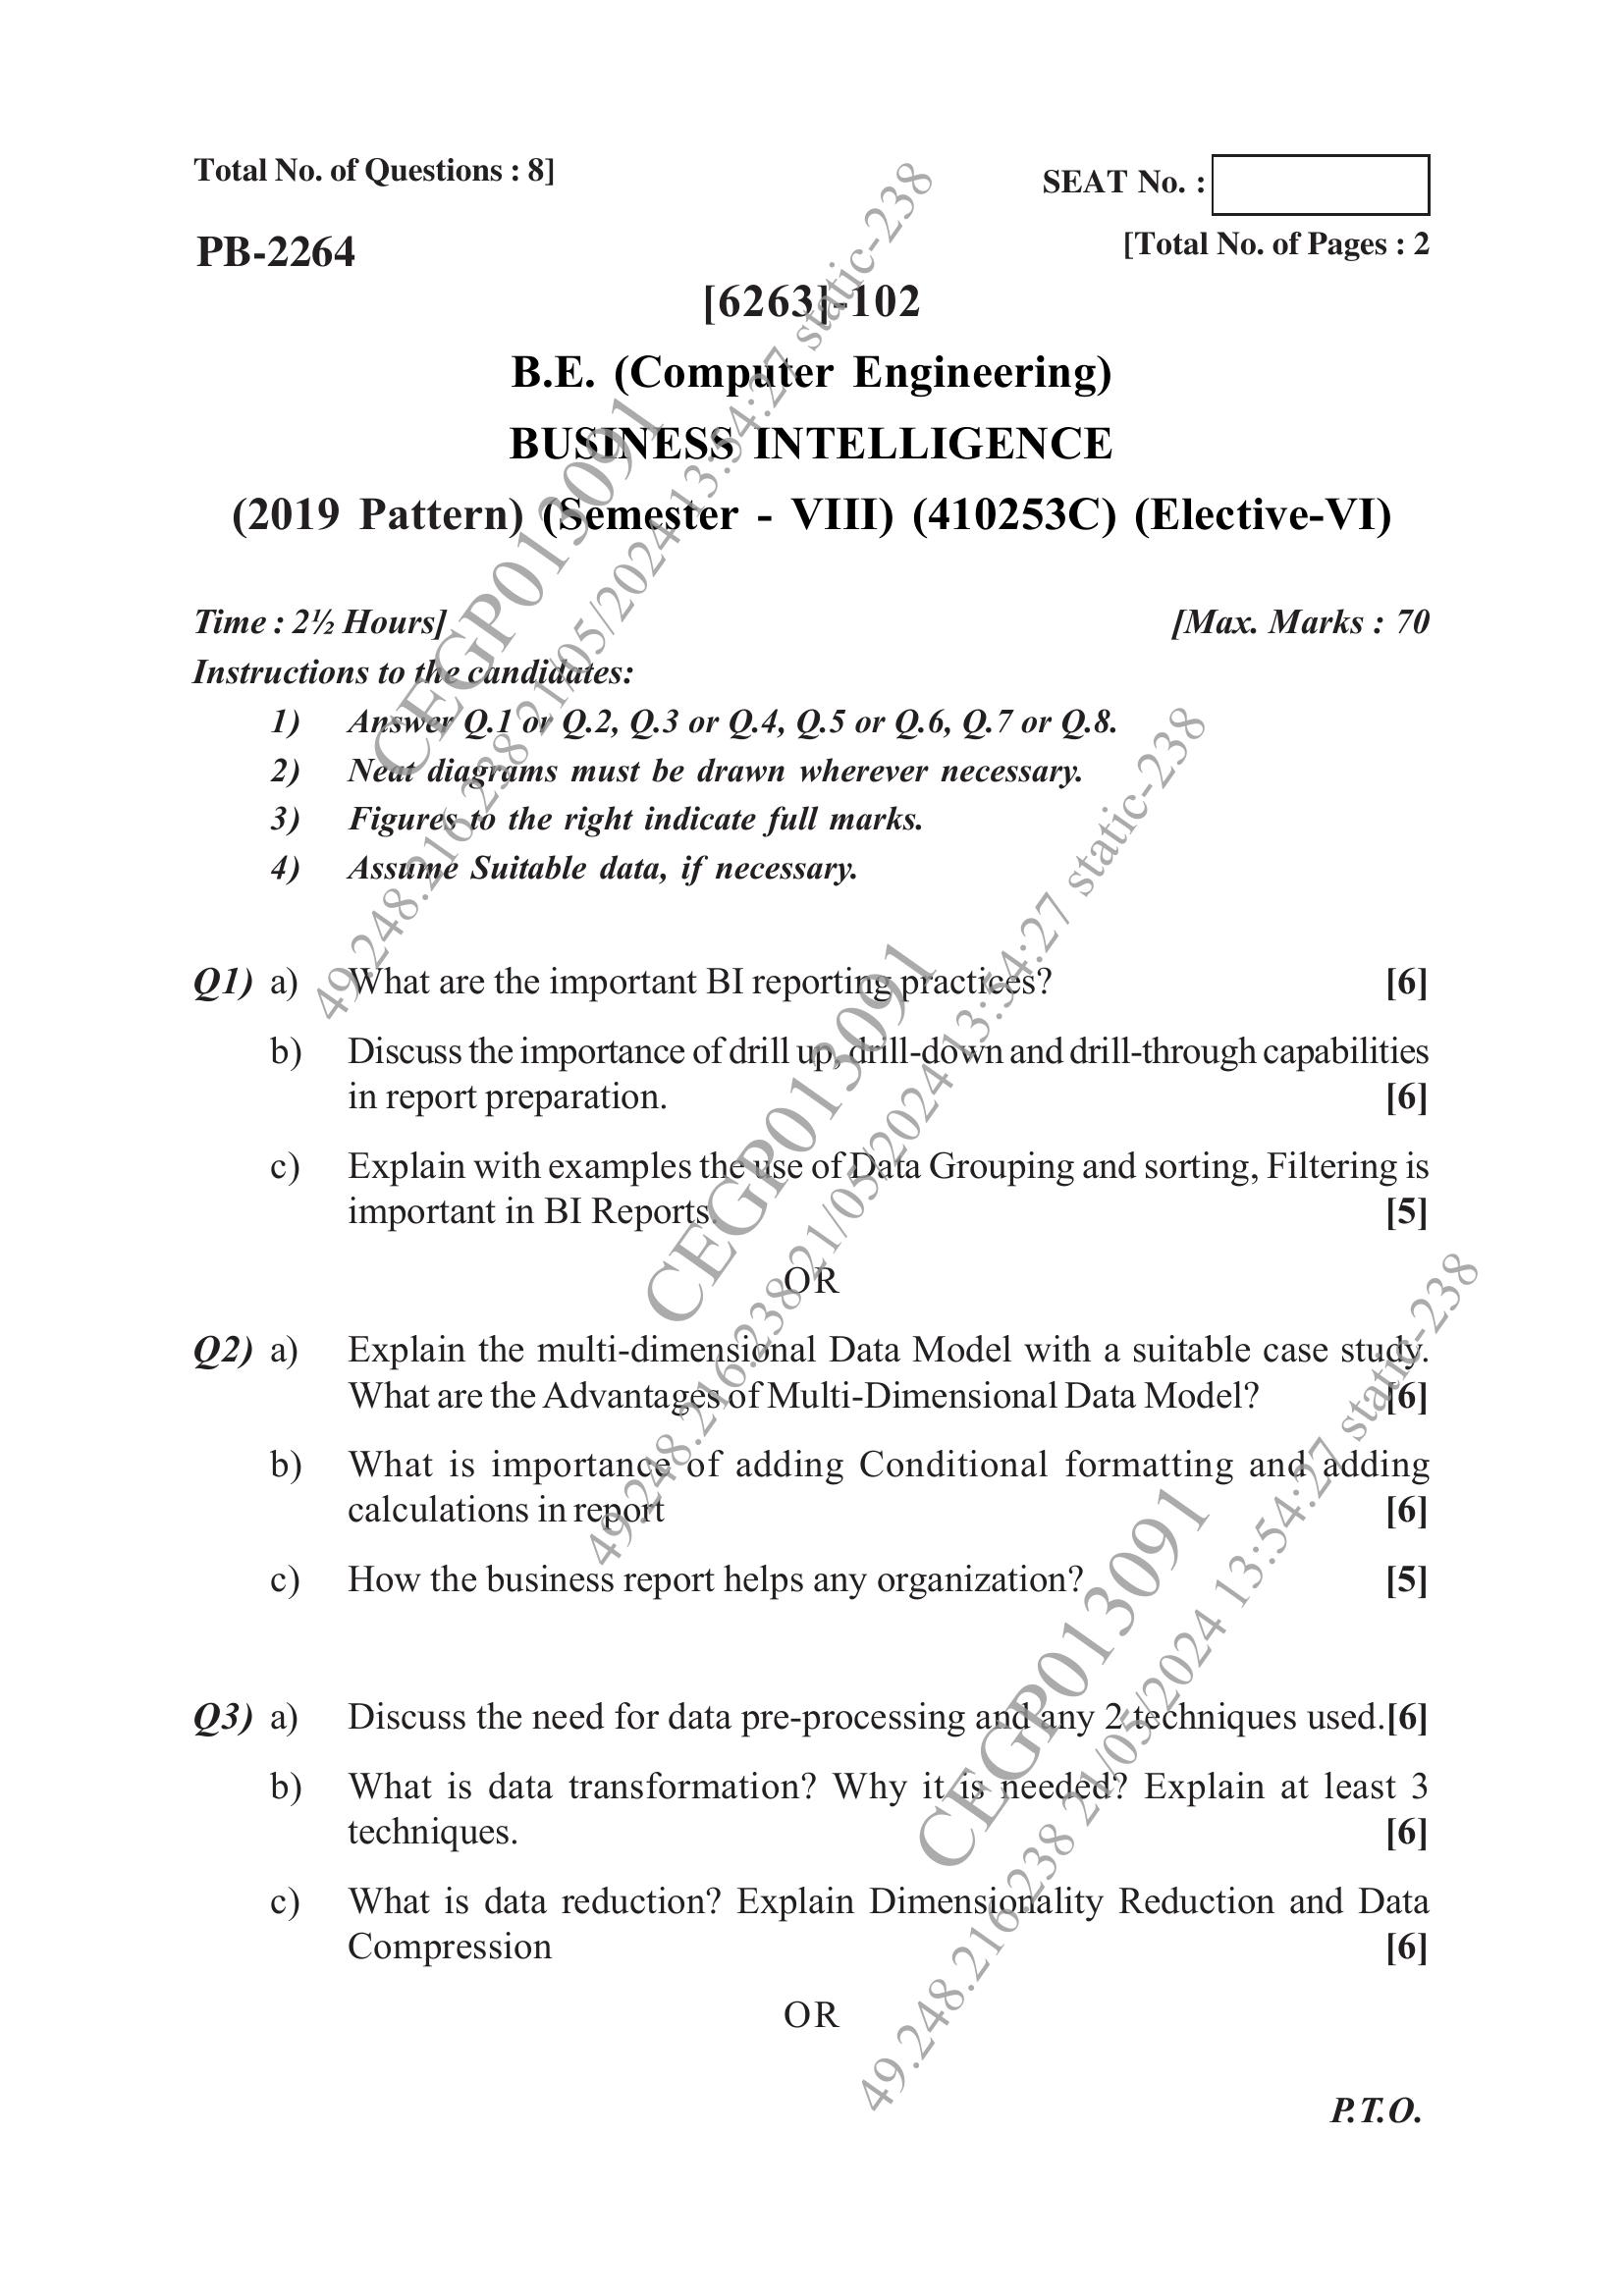 Total No. of Questions : 8]
SEAT No. :
PB-2264
[Total No. of Pages : 2
[6263]-102
B.E. (Computer Engineering)
BUSINESS INTELLIGENCE
(2019 Pattern) (Semester - VIII) (410253C) (Elective-VI)
Time : 2½ Hours]
[Max. Marks : 70
Instructions to the candidates:
1) Answer Q.1 or Q.2, Q.3 or Q.4, Q.5 or Q.6, Q.7 or Q.8.
2) Neat diagrams must be drawn wherever necessary.
3) Figures to the right indicate full marks.
4) Assume Suitable data, if necessary.
Q1) a) What are the important BI reporting practices? [6]
b) Discuss the importance of drill up, drill-down and drill-through capabilities
in report preparation. [6]
c) Explain with examples the use of Data Grouping and sorting, Filtering is
important in BI Reports. [5]
OR
Q2) a) Explain the multi-dimensional Data Model with a suitable case study.
What are the Advantages of Multi-Dimensional Data Model? [6]
b) What is importance of adding Conditional formatting and adding
calculations in report [6]
c) How the business report helps any organization? [5]
Q3) a) Discuss the need for data pre-processing and any 2 techniques used.[6]
b) What is data transformation? Why it is needed? Explain at least 3
techniques. [6]
c) What is data reduction? Explain Dimensionality Reduction and Data
Compression [6]
OR
P.T.O.
CEGP013091
49.248.216.238 21/05/2024 13:54:27 static-238
CEGP013091
49.248.216.238 21/05/2024 13:54:27 static-238
CEGP013091
49.248.216.238 21/05/2024 13:54:27 static-238